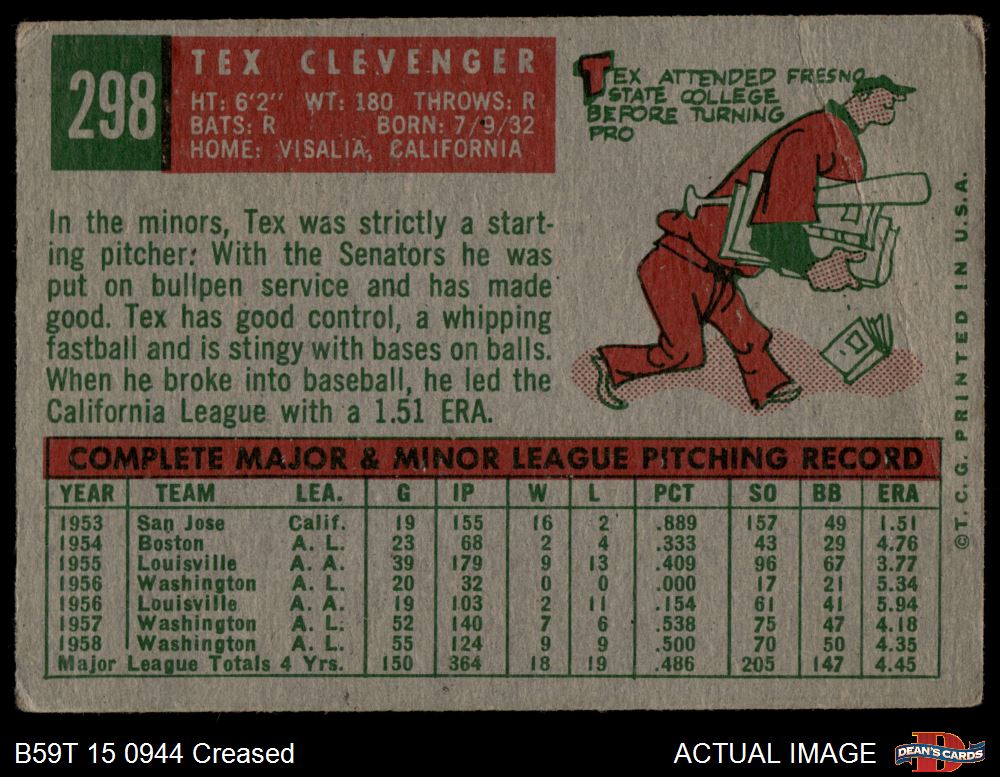 298
TEX CLEVENGER
HT: 6'2" WT: 180 THROWS: R
BATS: R BORN: 7/9/32
HOME: VISALIA, CALIFORNIA
TEX ATTENDED FRESNO
STATE COLLEGE
BEFORE TURNING
PRO
In the minors, Tex was strictly a start-
ing pitcher. With the Senators he was
put on bullpen service and has made
good. Tex has good control, a whipping
fastball and is stingy with bases on balls.
When he broke into baseball, he led the
California League with a 1.51 ERA.
COMPLETE MAJOR & MINOR LEAGUE PITCHING RECORD
YEAR TEAM LEA. G IP W L PCT SO BB ERA
1953 San Jose Calif. 19 155 16 2 .889 157 49 1.51
1954 Boston A. L. 23 68 2 4 .333 43 29 4.76
1955 Louisville A. A. 39 179 9 13 .409 96 67 3.77
1956 Washington A. L. 20 32 0 0 .000 17 21 5.34
1956 Louisville A. A. 19 103 2 11 .154 61 41 5.94
1957 Washington A. L. 52 140 7 6 .538 75 47 4.18
1958 Washington A. L. 55 124 9 9 .500 70 50 4.35
Major League Totals 4 Yrs. 150 364 18 19 .486 205 147 4.45
©T. C. G. PRINTED IN U.S.A.
B59T 15 0944 Creased
ACTUAL IMAGE
DEAN'S CARDS